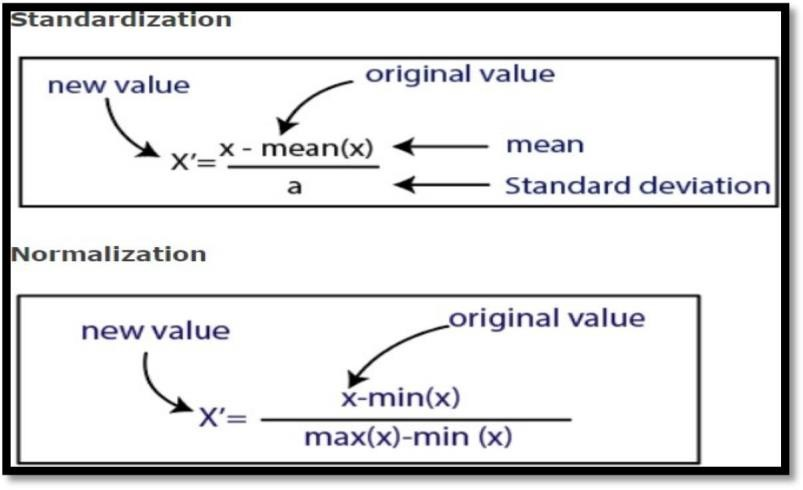 Standardization
new value
original value
X'= x - mean(x)
mean
a
Standard deviation
Normalization
new value
original value
x-min(x)
X'=
max(x)-min (x)